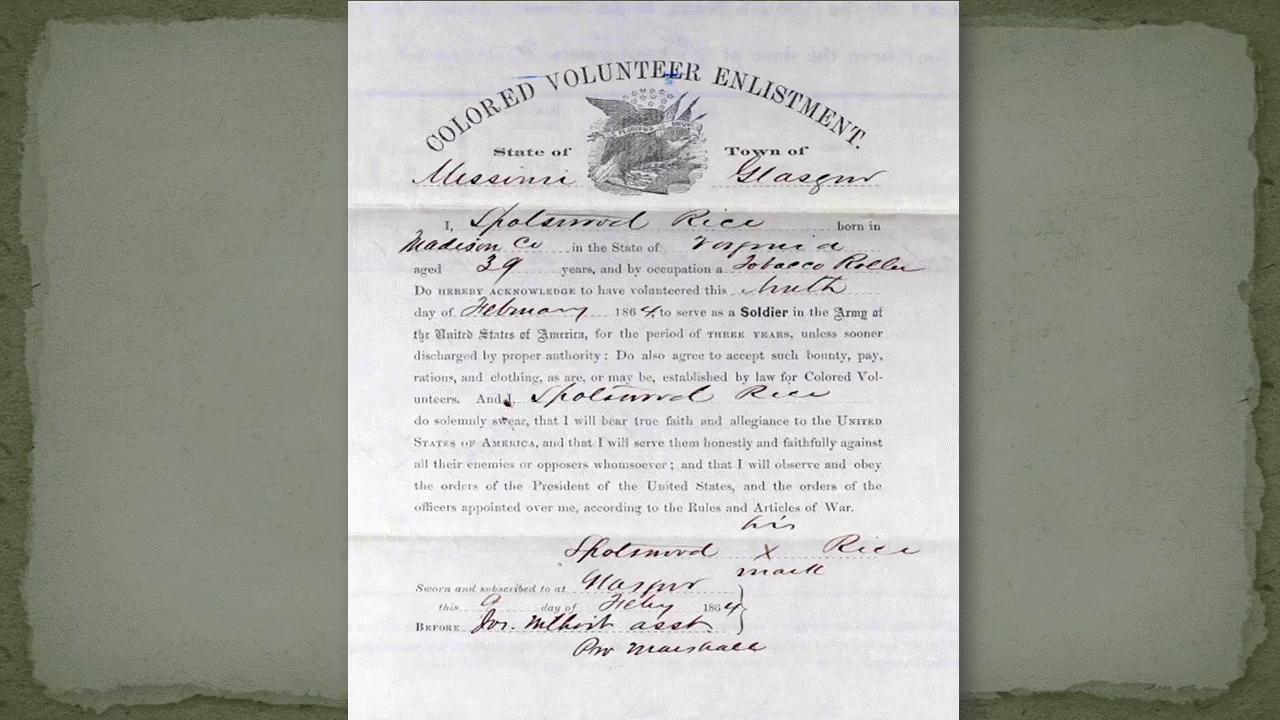 COLORED VOLUNTEER ENLISTMENT.
E PLURIBUS UNUM
State of Town of
Missouri Glasgow
I, Spotswood Rice born in
Madison Co in the State of Virginia
aged 39 years, and by occupation a Tobacco Roller
DO HEREBY ACKNOWLEDGE to have volunteered this Ninth
day of February 1864, to serve as a Soldier in the Army of
the United States of America, for the period of THREE YEARS, unless sooner
discharged by proper authority: Do also agree to accept such bounty, pay,
rations, and clothing, as are, or may be, established by law for Colored Vol-
unteers. And I, Spotswood Rice
do solemnly swear, that I will bear true faith and allegiance to the UNITED
STATES OF AMERICA, and that I will serve them honestly and faithfully against
all their enemies or opposers whomsoever; and that I will observe and obey
the orders of the President of the United States, and the orders of the
officers appointed over me, according to the Rules and Articles of War.
his
Spotswood X Rice
mark
Sworn and subscribed to at Glasgow
this 9 day of Feby 1864
BEFORE Asst
Pro Marshall